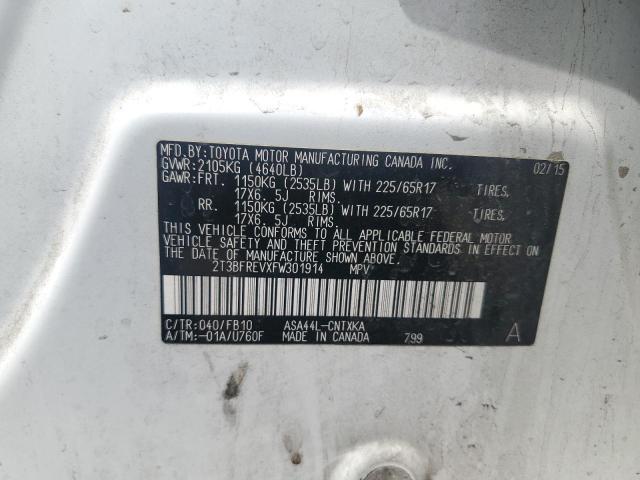 MFD.BY:TOYOTA MOTOR MANUFACTURING CANADA INC. 02/15
GVWR:2105KG (4640LB)
GAWR:FRT. 1150KG (2535LB) WITH 225/65R17 TIRES,
17X6.5J RIMS.
RR. 1150KG (2535LB) WITH 225/65R17 TIRES,
17X6.5J RIMS.
THIS VEHICLE CONFORMS TO ALL APPLICABLE FEDERAL MOTOR
VEHICLE SAFETY AND THEFT PREVENTION STANDARDS IN EFFECT ON
THE DATE OF MANUFACTURE SHOWN ABOVE.
2T3BFREVXFW301914 MPV
C/TR:040/FB10 ASA44L-CNTXKA
A/TM:-01A/U760F MADE IN CANADA 799 A